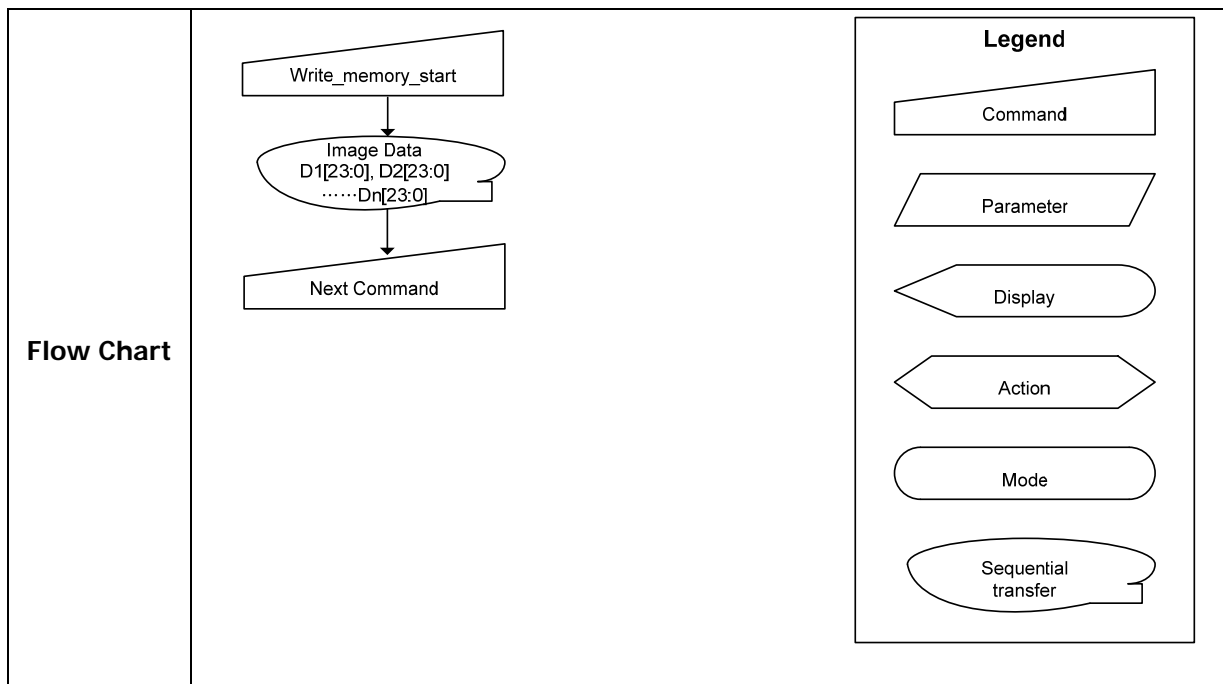 Flow Chart
Write_memory_start
Image Data
D1[23:0], D2[23:0]
······Dn[23:0]
Next Command
Legend
Command
Parameter
Display
Action
Mode
Sequential
transfer